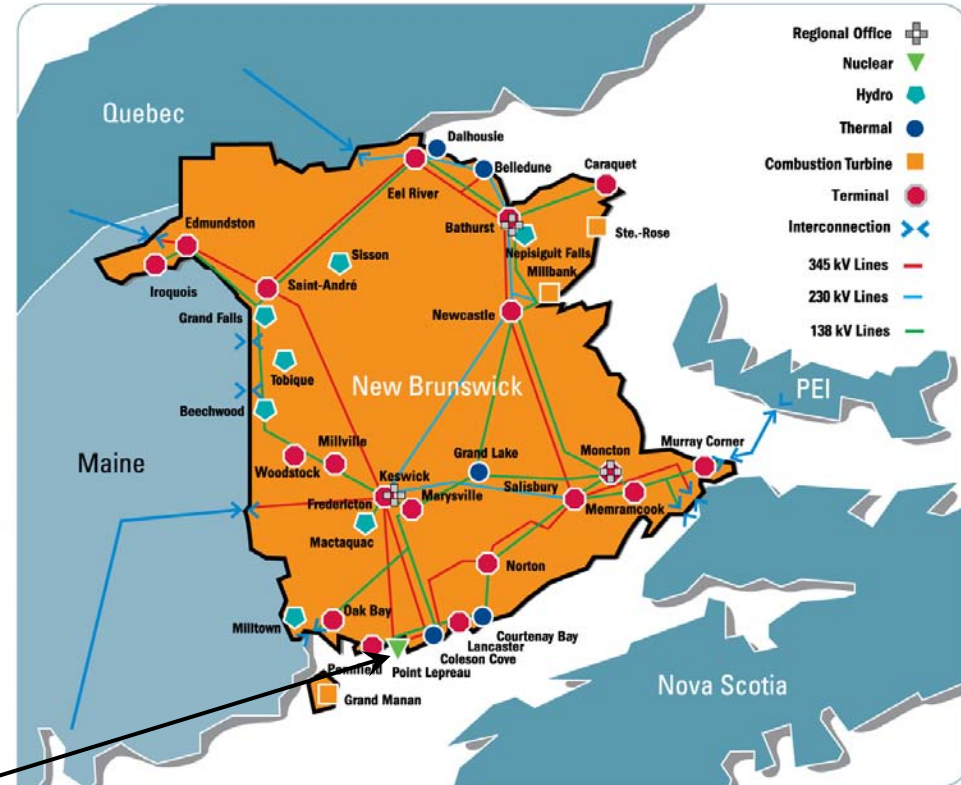 Regional Office
Nuclear
Hydro
Thermal
Combustion Turbine
Terminal
Interconnection
345 kV Lines
230 kV Lines
138 kV Lines
Quebec
Dalhousie
Belledune
Caraquet
Eel River
Edmundston
Bathurst
Ste.-Rose
Nepisiguit Falls
Sisson
Millbank
Iroquois
Saint-André
Grand Falls
Newcastle
Tobique
New Brunswick
PEI
Beechwood
Maine
Millville
Woodstock
Grand Lake
Moncton
Murray Corner
Keswick
Salisbury
Fredericton
Marysville
Memramcook
Mactaquac
Norton
Oak Bay
Milltown
Courtenay Bay
Lancaster
Coleson Cove
Pennfield
Point Lepreau
Grand Manan
Nova Scotia